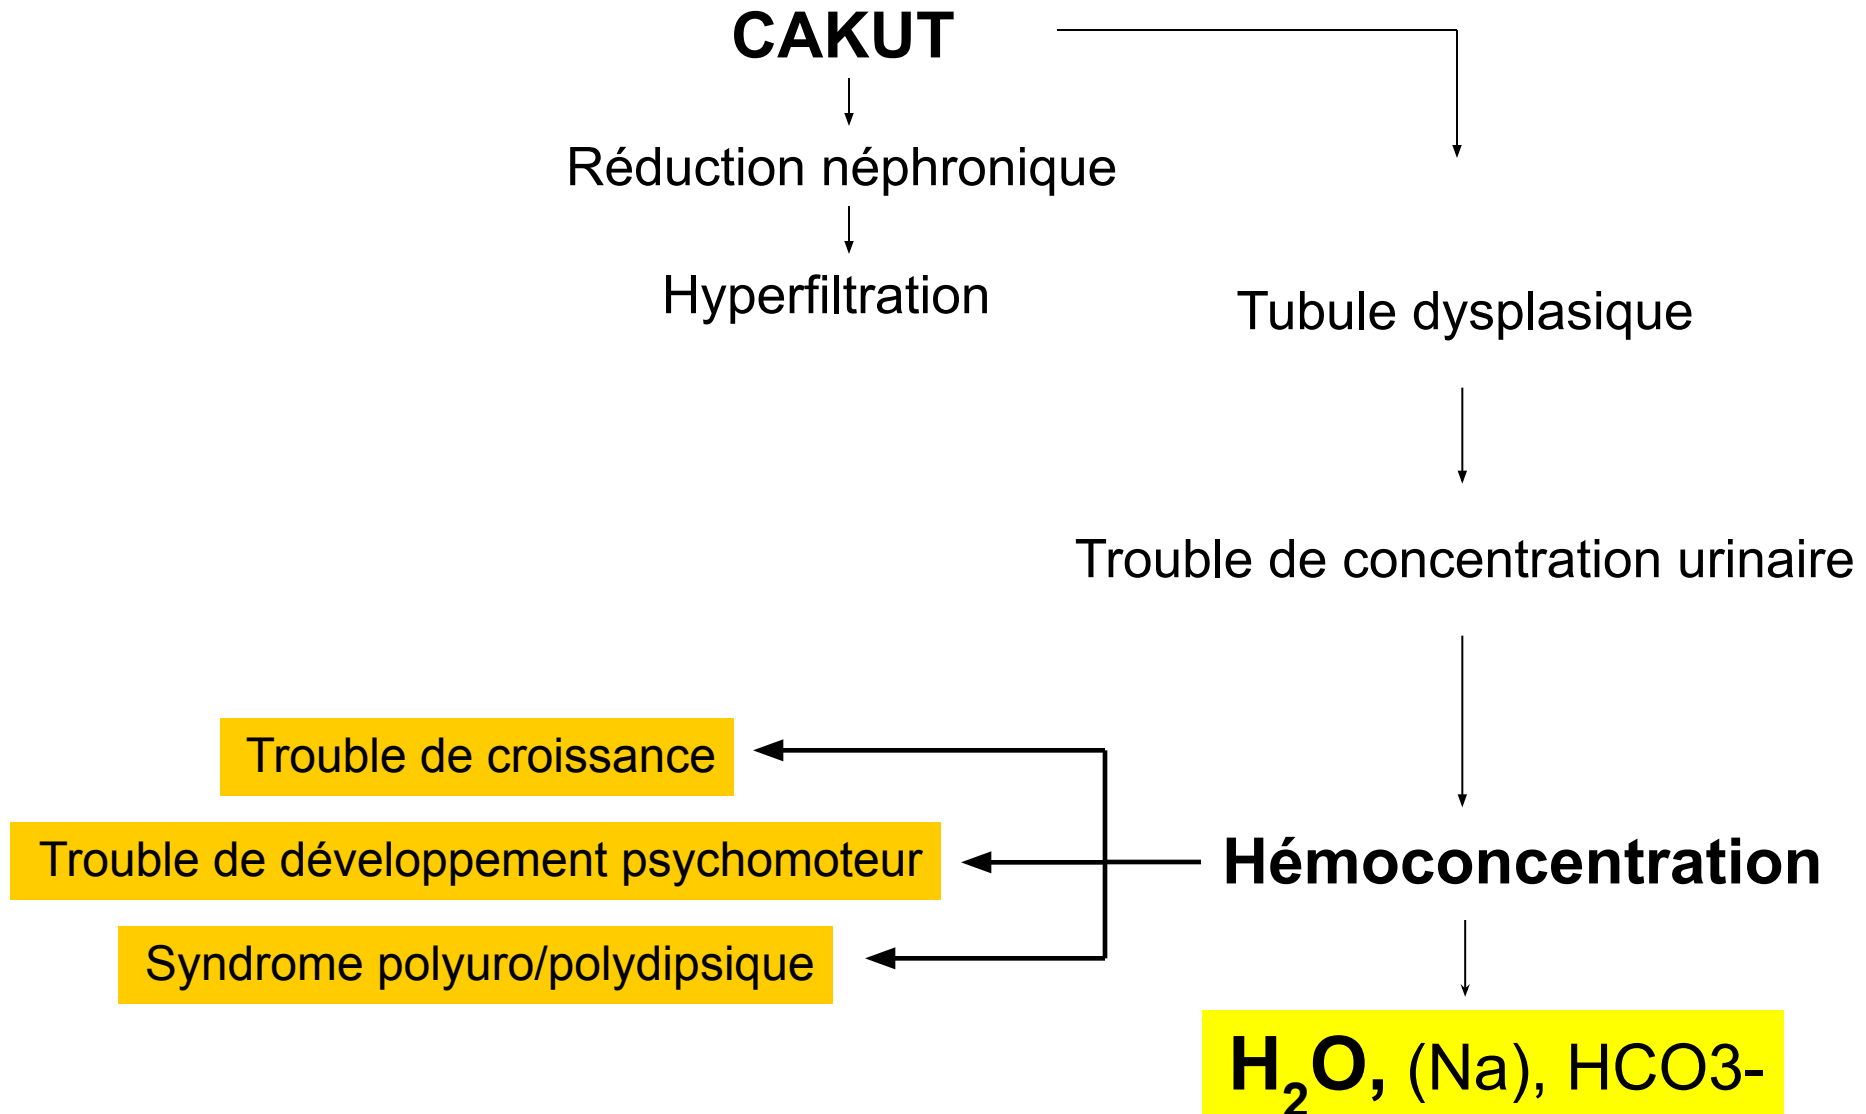 CAKUT
Réduction néphronique
Hyperfiltration
Tubule dysplasique
Trouble de concentration urinaire
Trouble de croissance
Trouble de développement psychomoteur
Hémoconcentration
Syndrome polyuro/polydipsique
H₂O, (Na), HCO3-